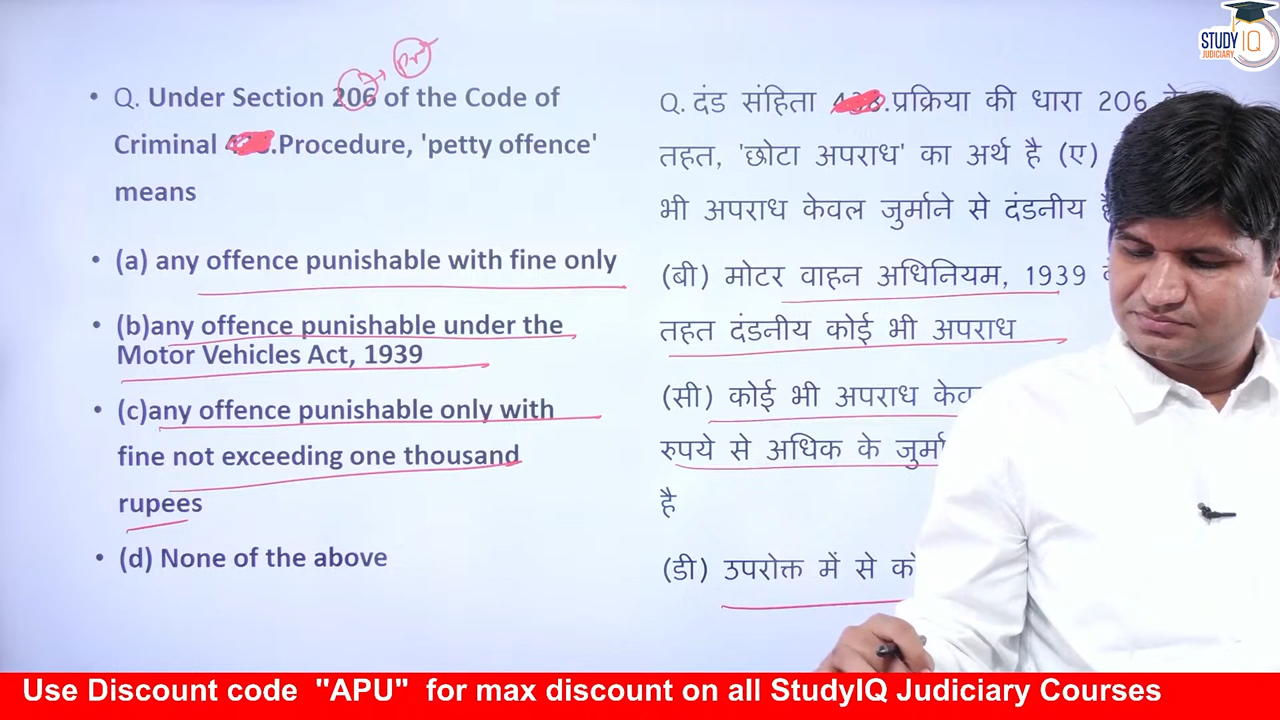 STUDY IQ
JUDICIARY
• Q. Under Section 206 of the Code of
Criminal .Procedure, 'petty offence'
means
• (a) any offence punishable with fine only
• (b)any offence punishable under the
Motor Vehicles Act, 1939
• (c)any offence punishable only with
fine not exceeding one thousand
rupees
• (d) None of the above
Q. दंड संहिता .प्रक्रिया की धारा 206
तहत, 'छोटा अपराध' का अर्थ है (ए)
भी अपराध केवल जुर्माने से दंडनीय
(बी) मोटर वाहन अधिनियम, 1939
तहत दंडनीय कोई भी अपराध
(सी) कोई भी अपराध
रुपये से अधिक के
है
(डी) उपरोक्त में से
Use Discount code "APU" for max discount on all StudyIQ Judiciary Courses